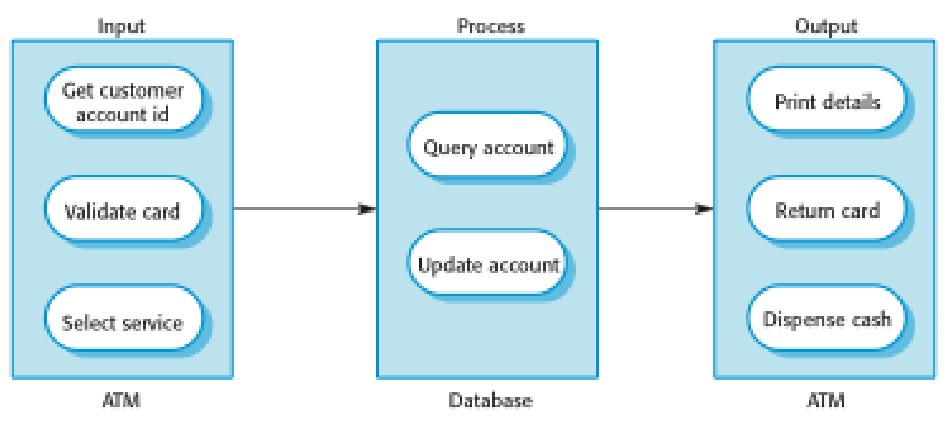 Input
Get customer
account id
Validate card
Select service
ATM
Process
Query account
Update account
Database
Output
Print details
Return card
Dispense cash
ATM